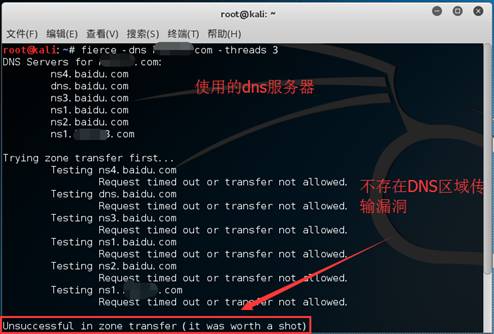 root@kali: ~
文件(F) 编辑(E) 查看(V) 搜索(S) 终端(T) 帮助(H)
root@kali:~# fierce -dns com -threads 3
DNS Servers for .com:
ns4.baidu.com
dns.baidu.com
ns3.baidu.com
ns1.baidu.com
ns2.baidu.com
ns1. 3.com
使用的dns服务器
Trying zone transfer first...
Testing ns4.baidu.com
Request timed out or transfer not allowed.
Testing dns.baidu.com
Request timed out or transfer not allowed.
Testing ns3.baidu.com
Request timed out or transfer not allowed.
Testing ns1.baidu.com
Request timed out or transfer not allowed.
Testing ns2.baidu.com
Request timed out or transfer not allowed.
Testing ns1. .com
Request timed out or transfer not allowed.
不存在DNS区域传
输漏洞
Unsuccessful in zone transfer (it was worth a shot)